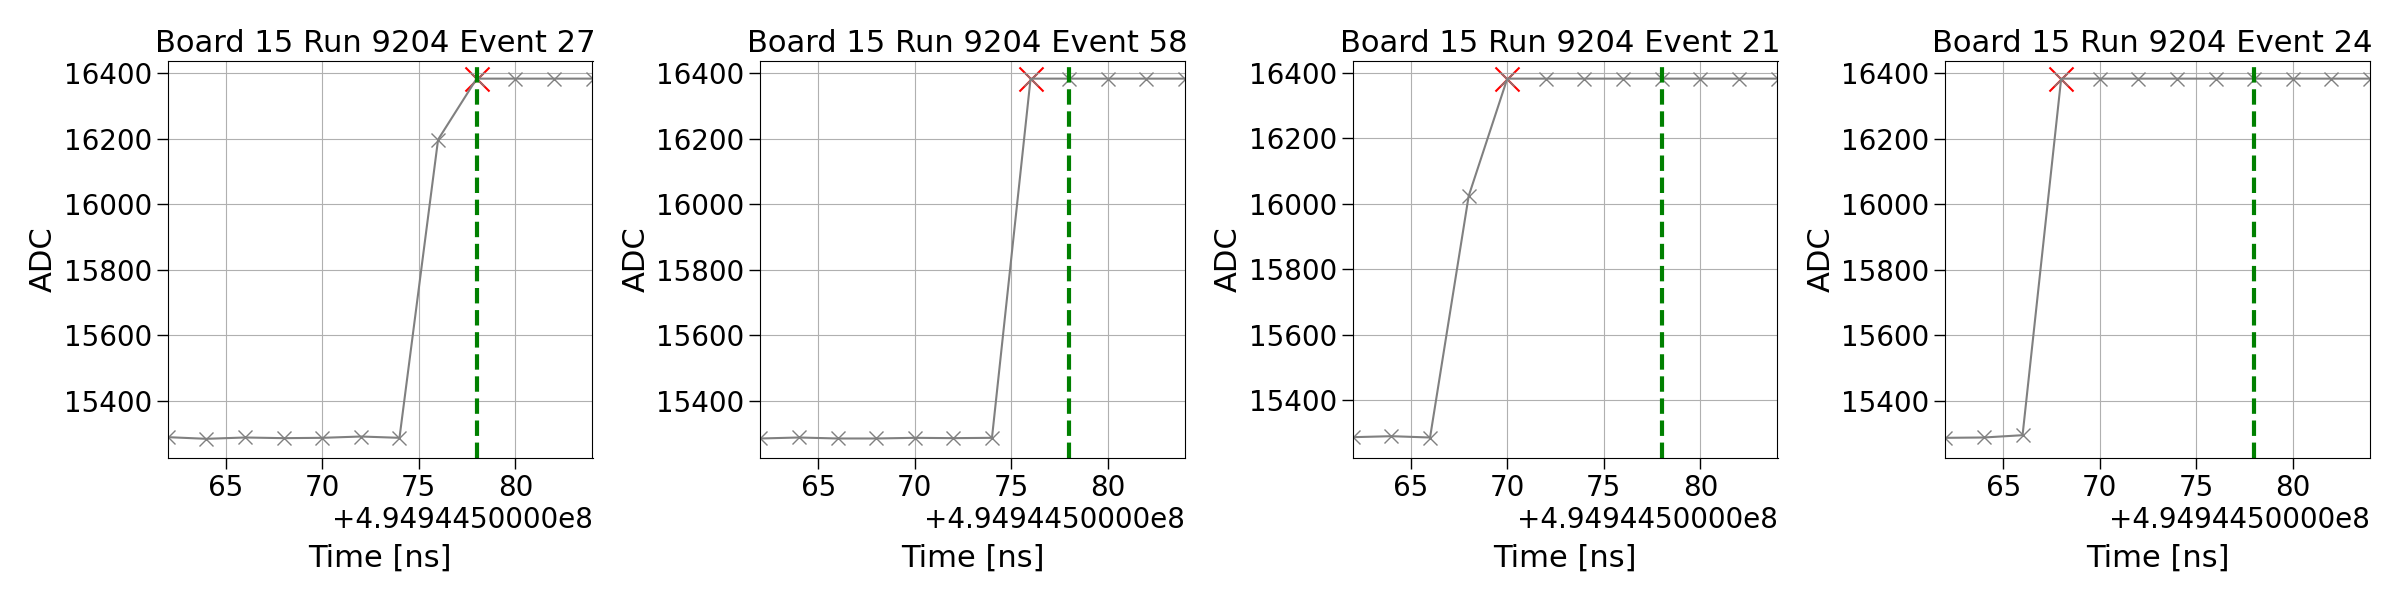 Board 15 Run 9204 Event 27
16400
16200
16000
15800
15600
15400
ADC
65 70 75 80
+4.9494450000e8
Time [ns]
Board 15 Run 9204 Event 58
16400
16200
16000
15800
15600
15400
ADC
65 70 75 80
+4.9494450000e8
Time [ns]
Board 15 Run 9204 Event 21
16400
16200
16000
15800
15600
15400
ADC
65 70 75 80
+4.9494450000e8
Time [ns]
Board 15 Run 9204 Event 24
16400
16200
16000
15800
15600
15400
ADC
65 70 75 80
+4.9494450000e8
Time [ns]